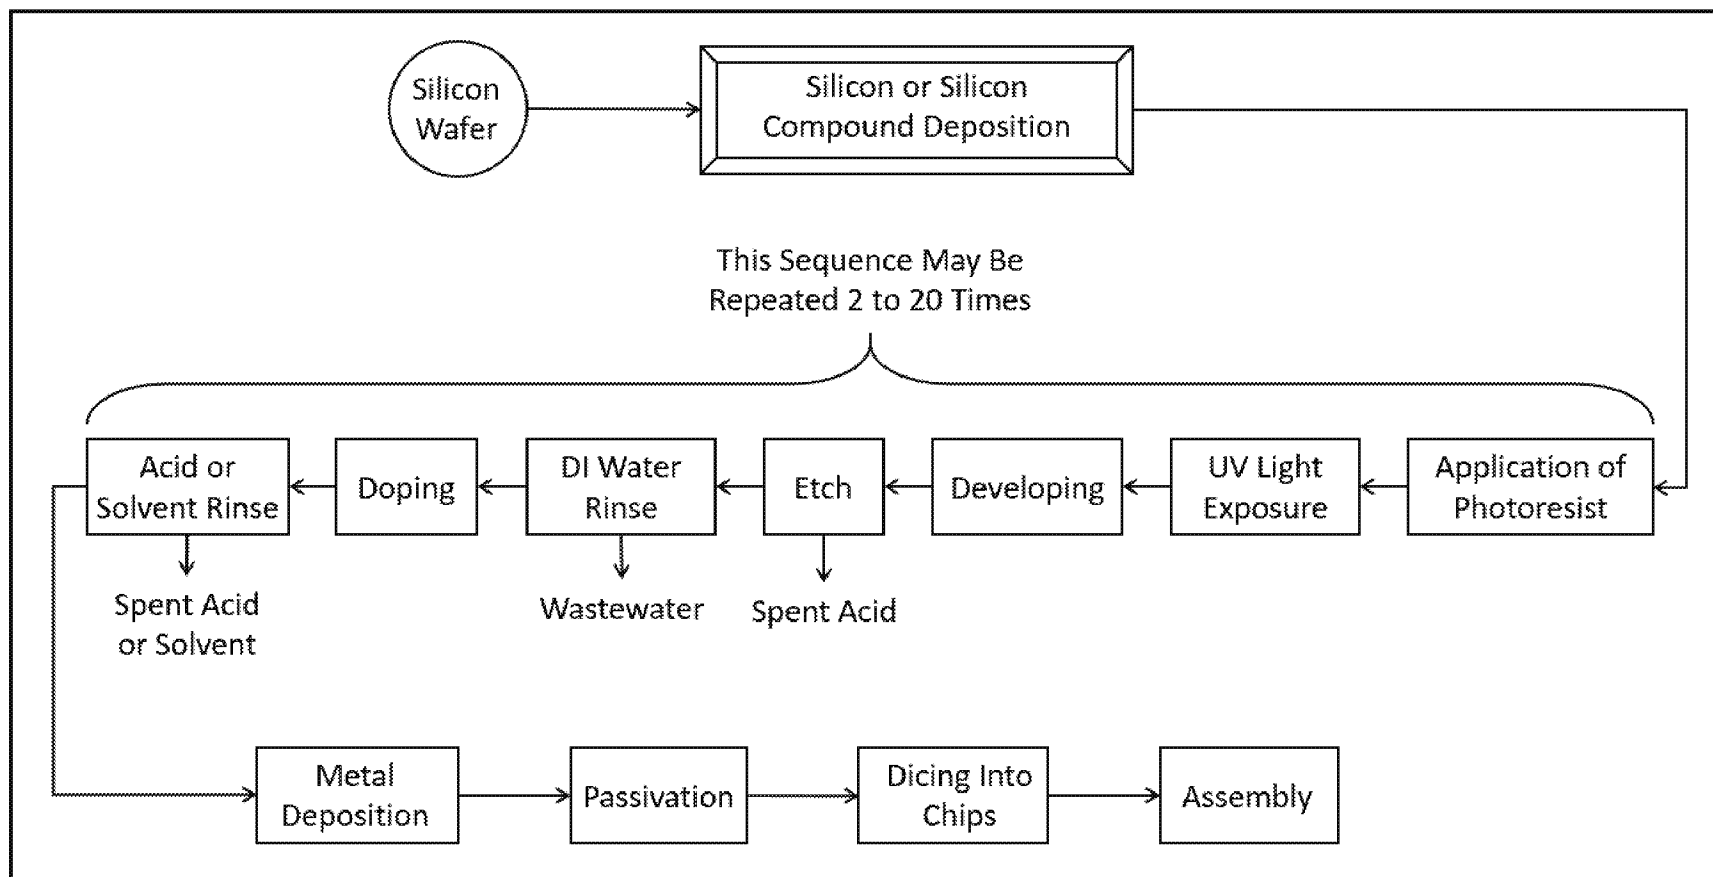 Silicon
Wafer
Silicon or Silicon
Compound Deposition
This Sequence May Be
Repeated 2 to 20 Times
Acid or
Solvent Rinse
Doping
DI Water
Rinse
Etch
Developing
UV Light
Exposure
Application of
Photoresist
Spent Acid
or Solvent
Wastewater
Spent Acid
Metal
Deposition
Passivation
Dicing Into
Chips
Assembly